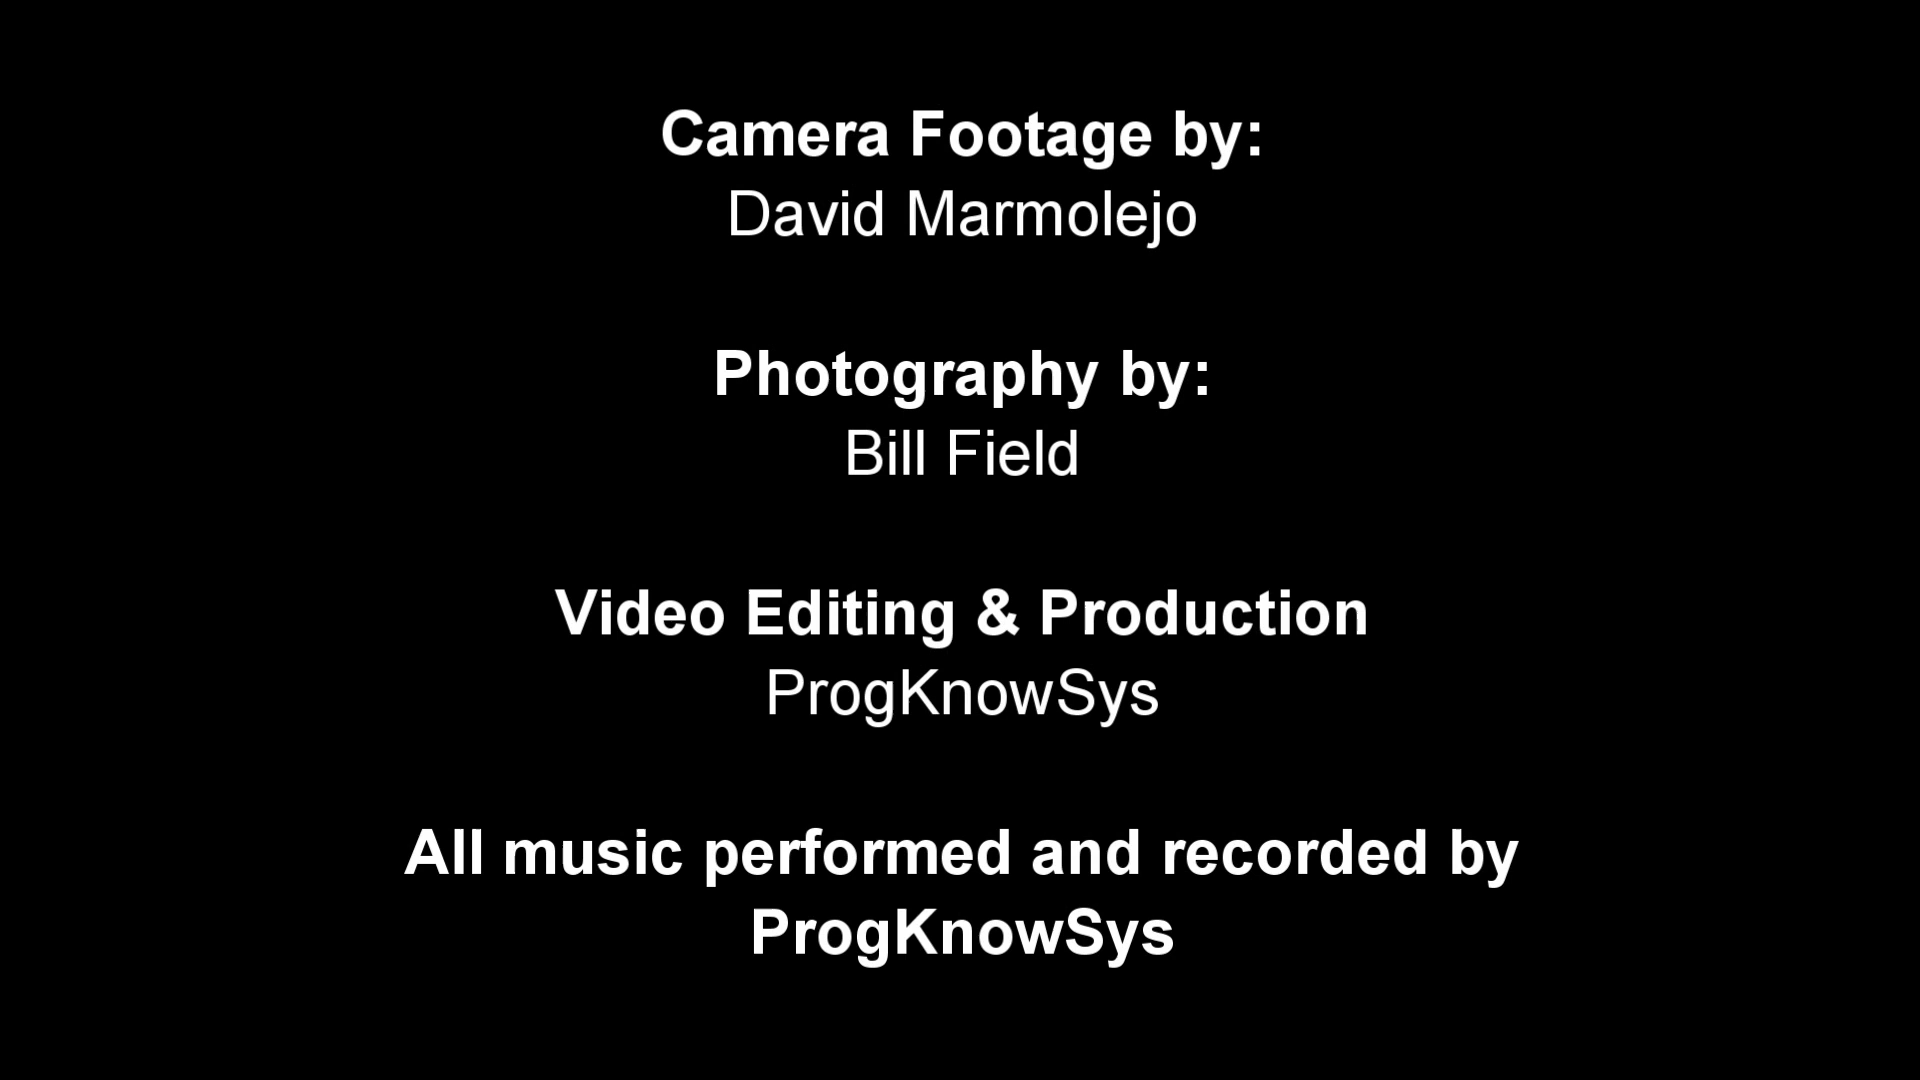 Camera Footage by:
David Marmolejo
Photography by:
Bill Field
Video Editing & Production
ProgKnowSys
All music performed and recorded by
ProgKnowSys